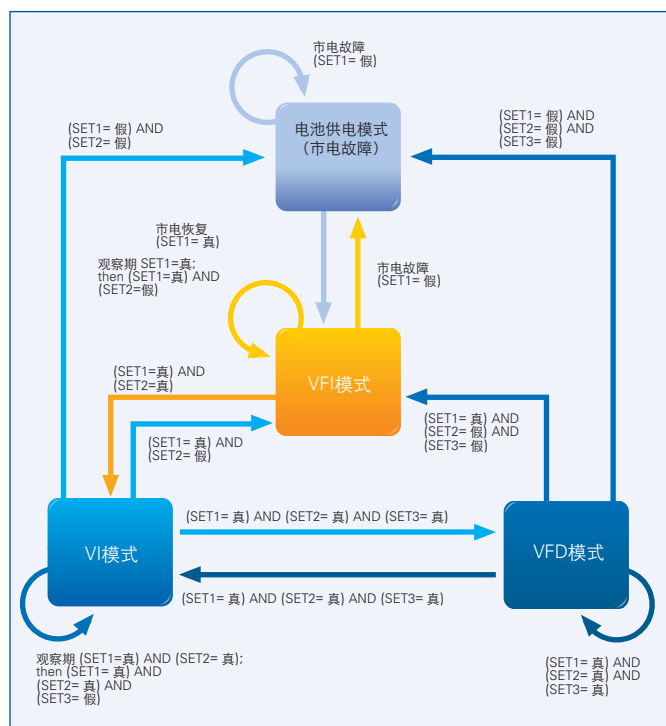 市电故障
(SET1= 假)
电池供电模式
(市电故障)
(SET1= 假) AND
(SET2= 假)
(SET1= 假) AND
(SET2= 假) AND
(SET3= 假)
市电恢复
(SET1= 真)
观察期 SET1=真;
then (SET1=真) AND
(SET2=假)
市电故障
(SET1= 假)
VFI模式
(SET1=真) AND
(SET2=真)
(SET1= 真) AND
(SET2= 假)
(SET1= 真) AND
(SET2= 假) AND
(SET3= 假)
VI模式
(SET1= 真) AND (SET2= 真) AND (SET3= 真)
VFD模式
(SET1= 真) AND (SET2= 真) AND (SET3= 真)
观察期 (SET1=真) AND (SET2= 真);
then (SET1= 真) AND
(SET2= 真) AND
(SET3= 假)
(SET1= 真) AND
(SET2= 真) AND
(SET3= 真)